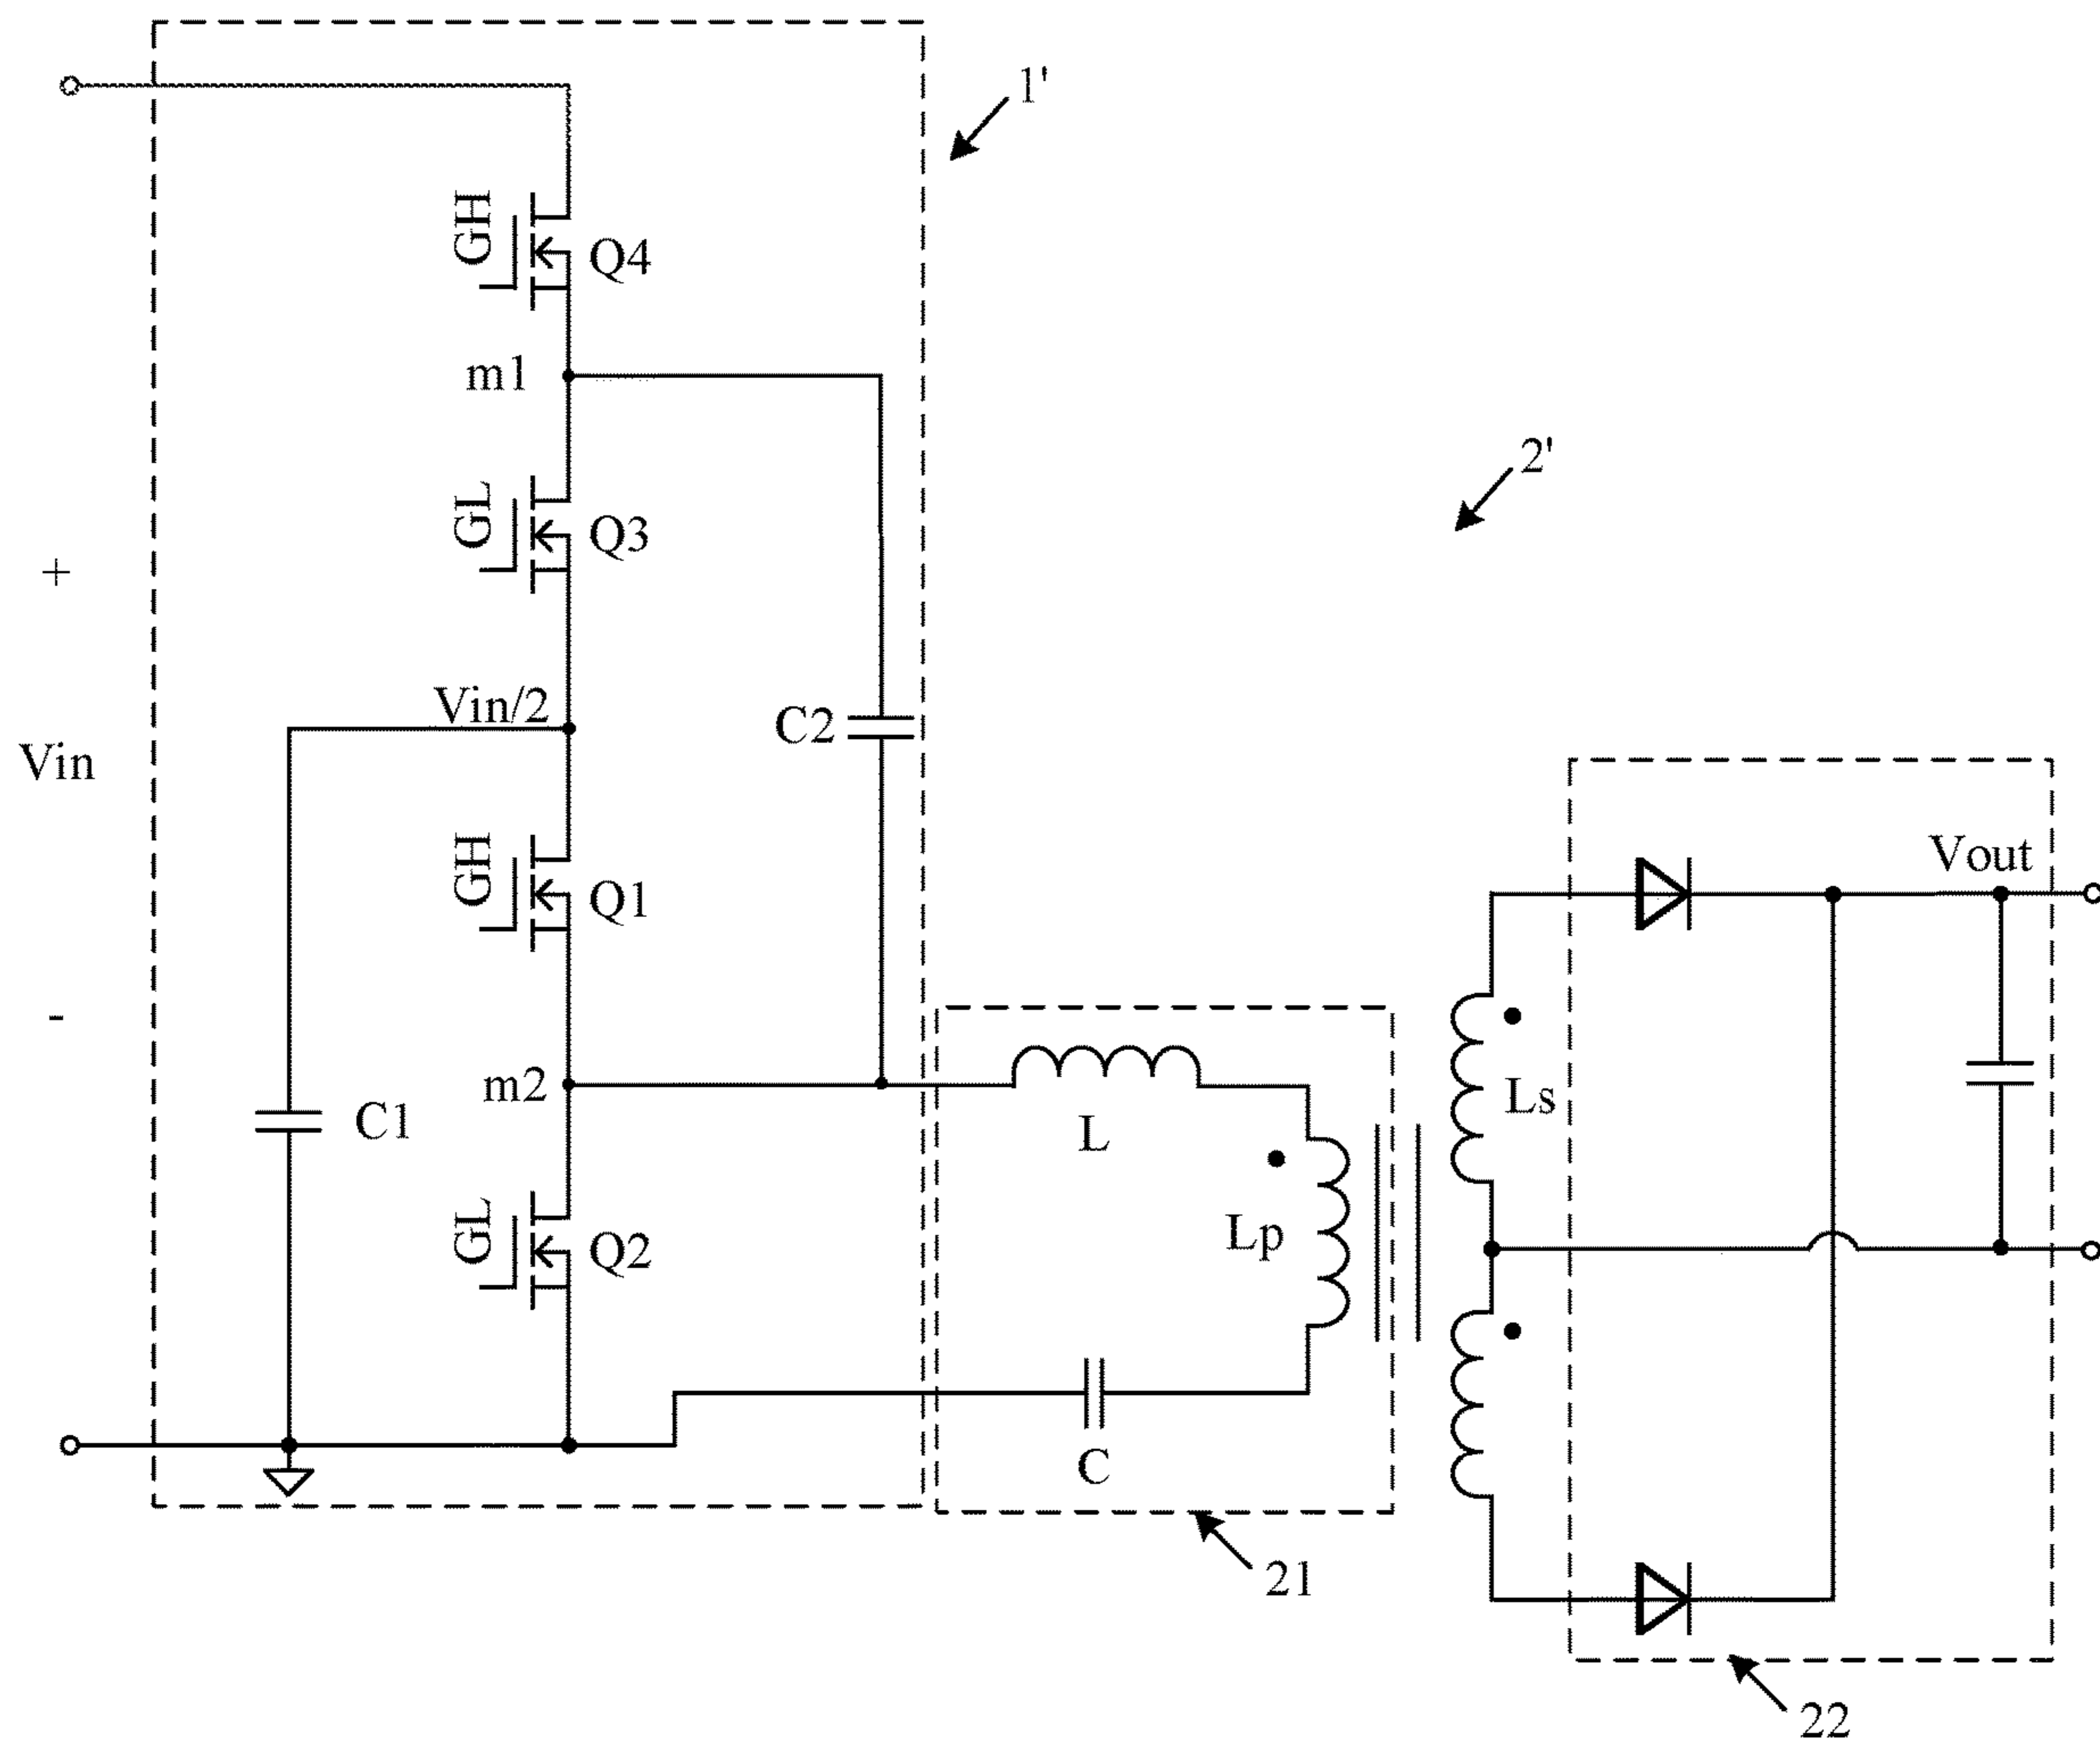 1'
GH
Q4
m1
GL
Q3
2'
+
Vin/2
C2
Vin
Vout
GH
Q1
-
m2
Ls
C1
L
GL
Q2
Lp
C
21
22